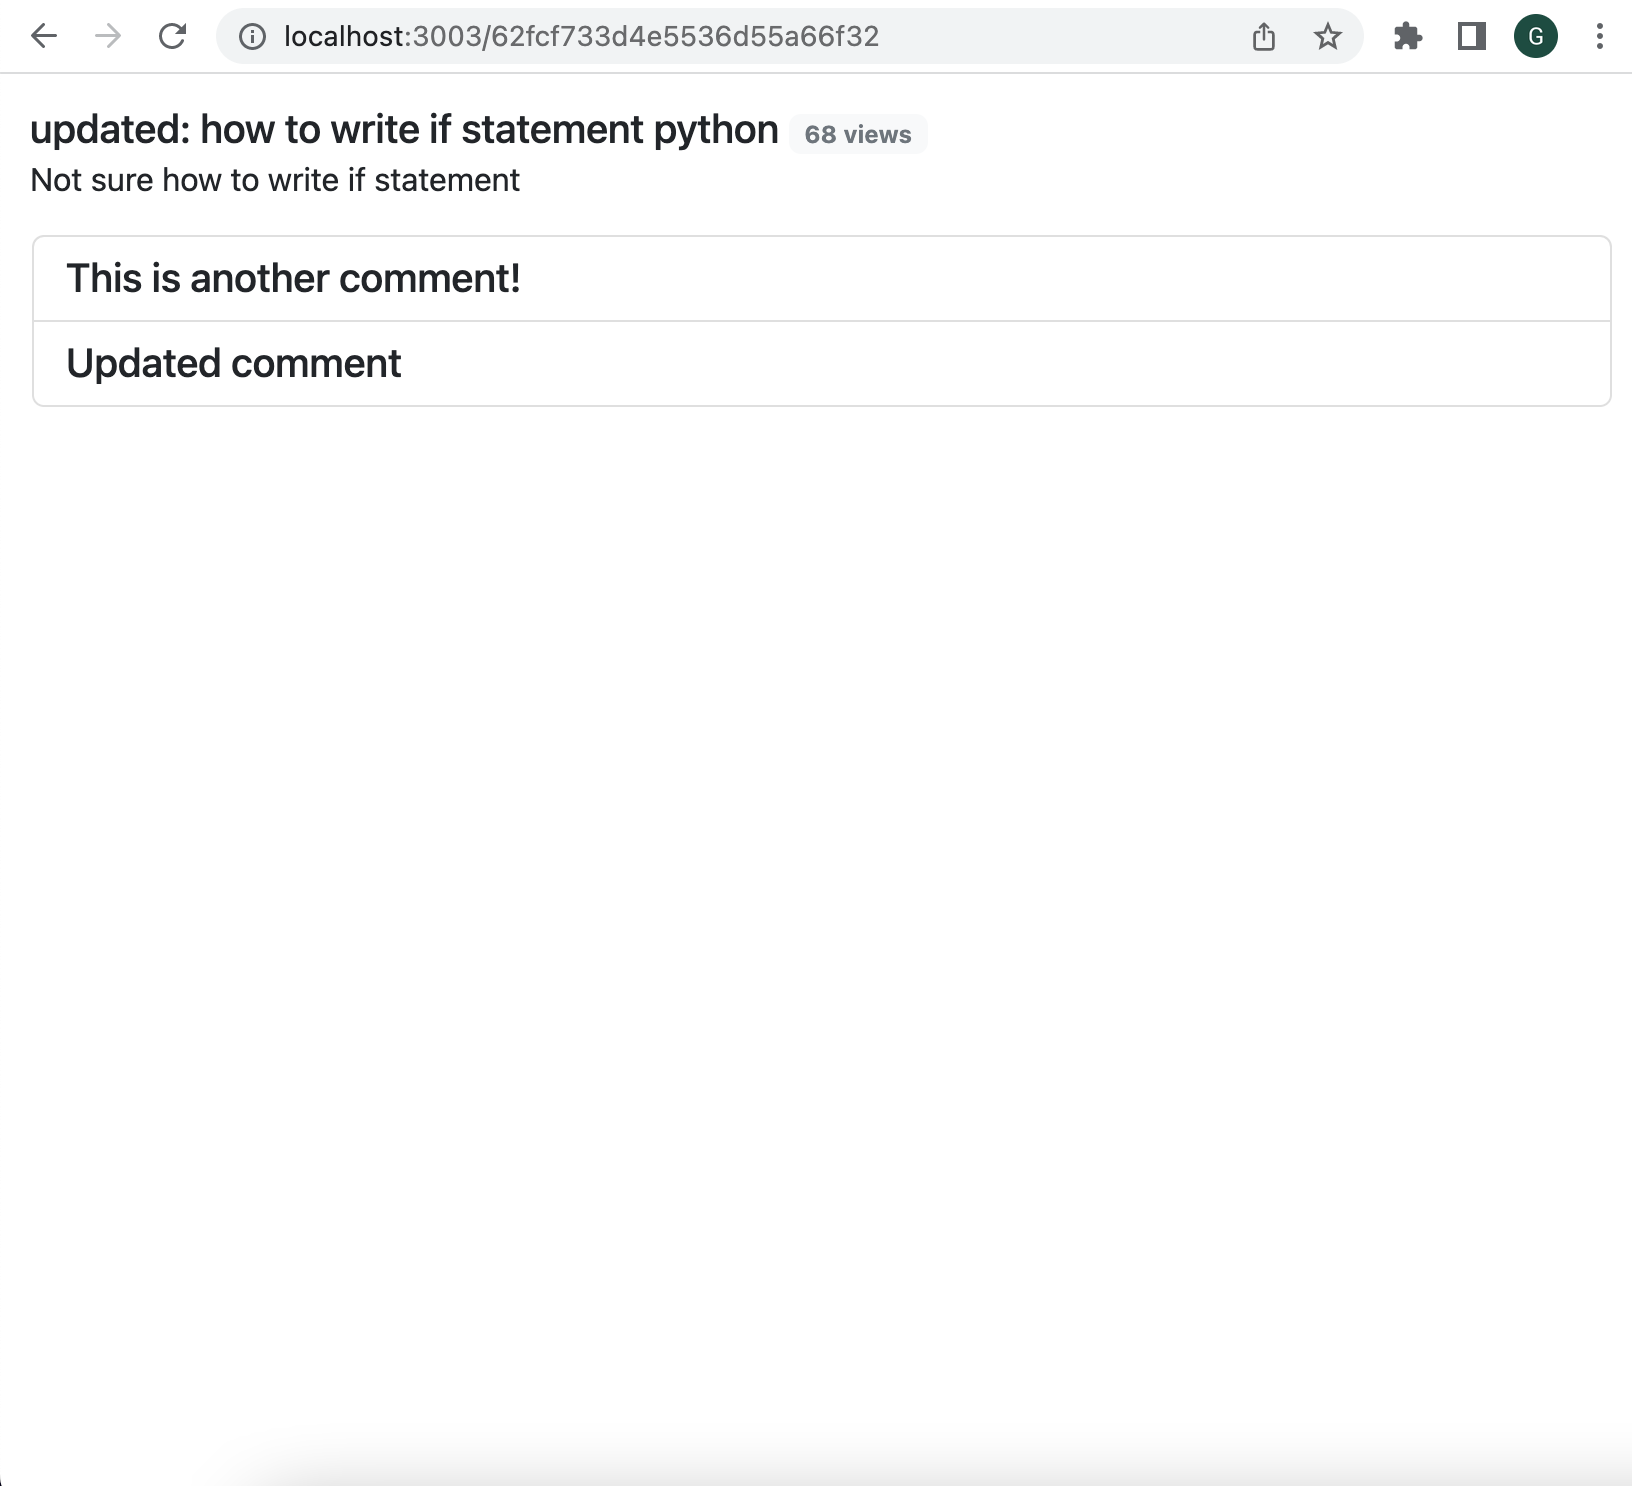 localhost:3003/62fcf733d4e5536d55a66f32
G
updated: how to write if statement python 68 views
Not sure how to write if statement
This is another comment!
Updated comment